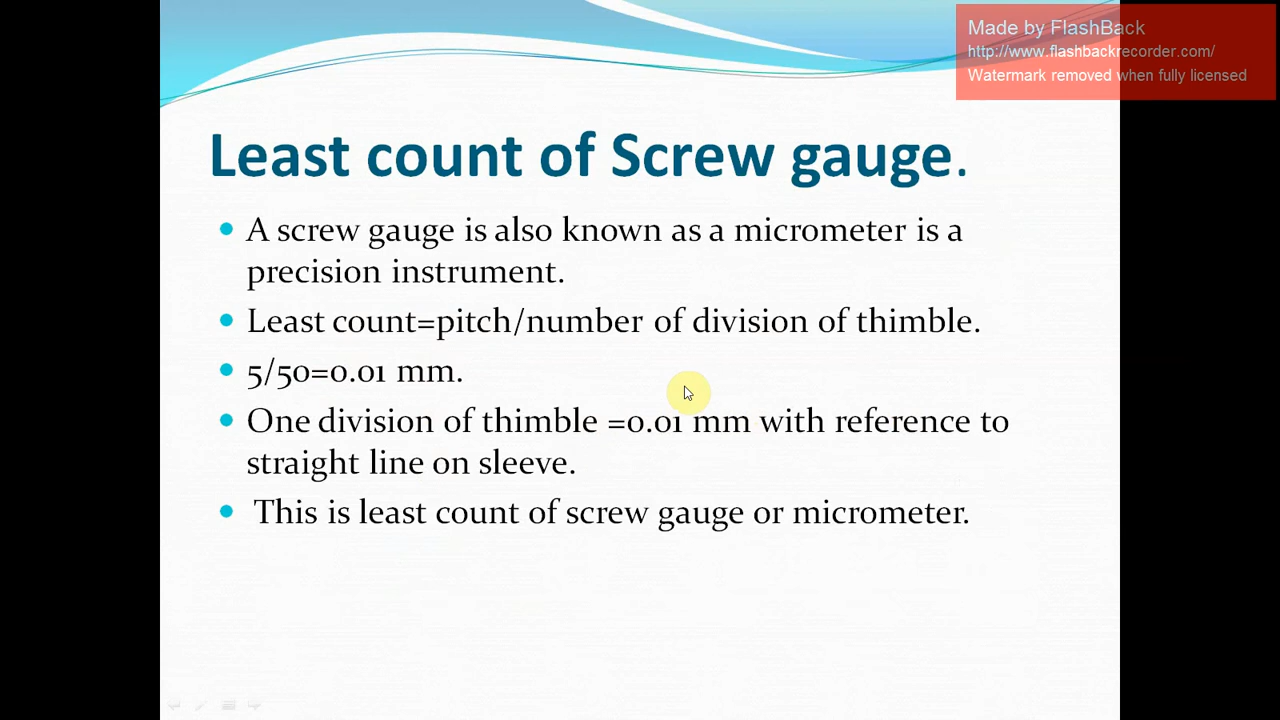 Made by FlashBack
http://www.flashbackrecorder.com/
Watermark removed when fully licensed
Least count of Screw gauge.
A screw gauge is also known as a micrometer is a
precision instrument.
Least count=pitch/number of division of thimble.
5/50=0.01 mm.
One division of thimble =0.01 mm with reference to
straight line on sleeve.
This is least count of screw gauge or micrometer.